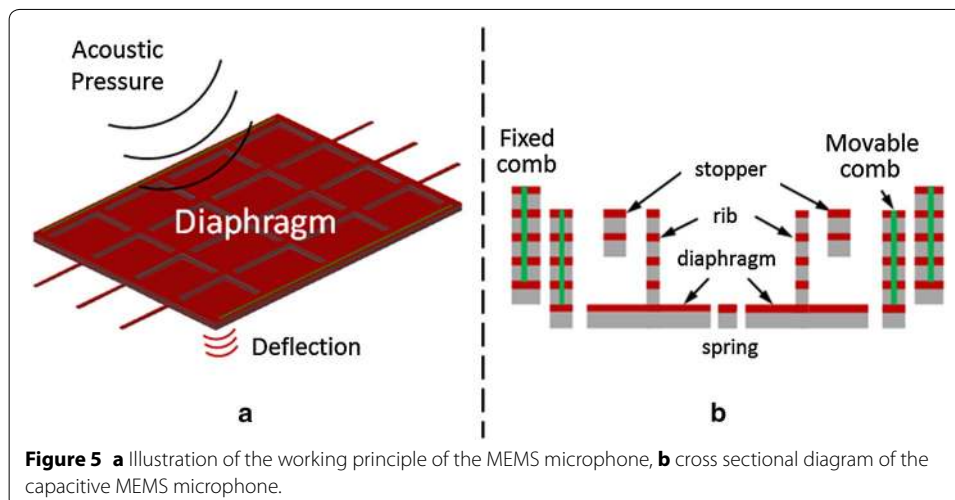 Acoustic
Pressure
Diaphragm
Deflection
a
Fixed
comb
stopper
Movable
comb
rib
diaphragm
spring
b
Figure 5 a Illustration of the working principle of the MEMS microphone, b cross sectional diagram of the
capacitive MEMS microphone.